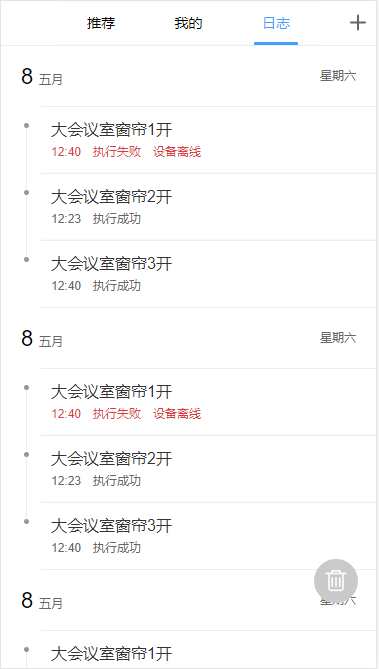 推荐 我的 日志 +
8 五月 星期六
大会议室窗帘1开
12:40 执行失败 设备离线
大会议室窗帘2开
12:23 执行成功
大会议室窗帘3开
12:40 执行成功
8 五月 星期六
大会议室窗帘1开
12:40 执行失败 设备离线
大会议室窗帘2开
12:23 执行成功
大会议室窗帘3开
12:40 执行成功
8 五月 星期六
大会议室窗帘1开